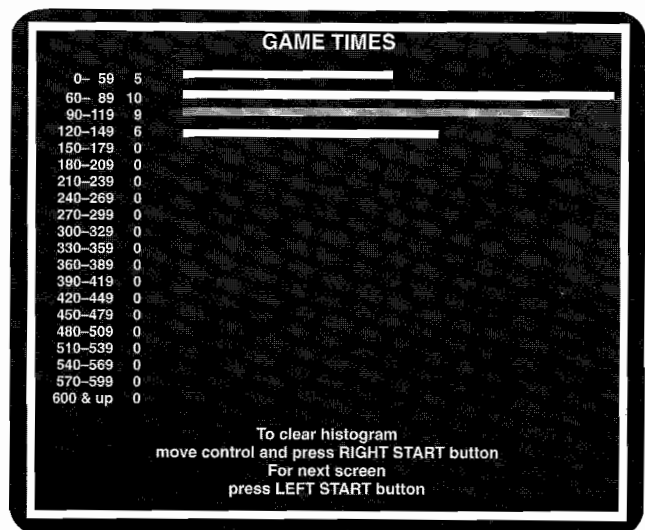 GAME TIMES
0– 59 5
60– 89 10
90–119 9
120–149 6
150–179 0
180–209 0
210–239 0
240–269 0
270–299 0
300–329 0
330–359 0
360–389 0
390–419 0
420–449 0
450–479 0
480–509 0
510–539 0
540–569 0
570–599 0
600 & up 0
To clear histogram
move control and press RIGHT START button
For next screen
press LEFT START button